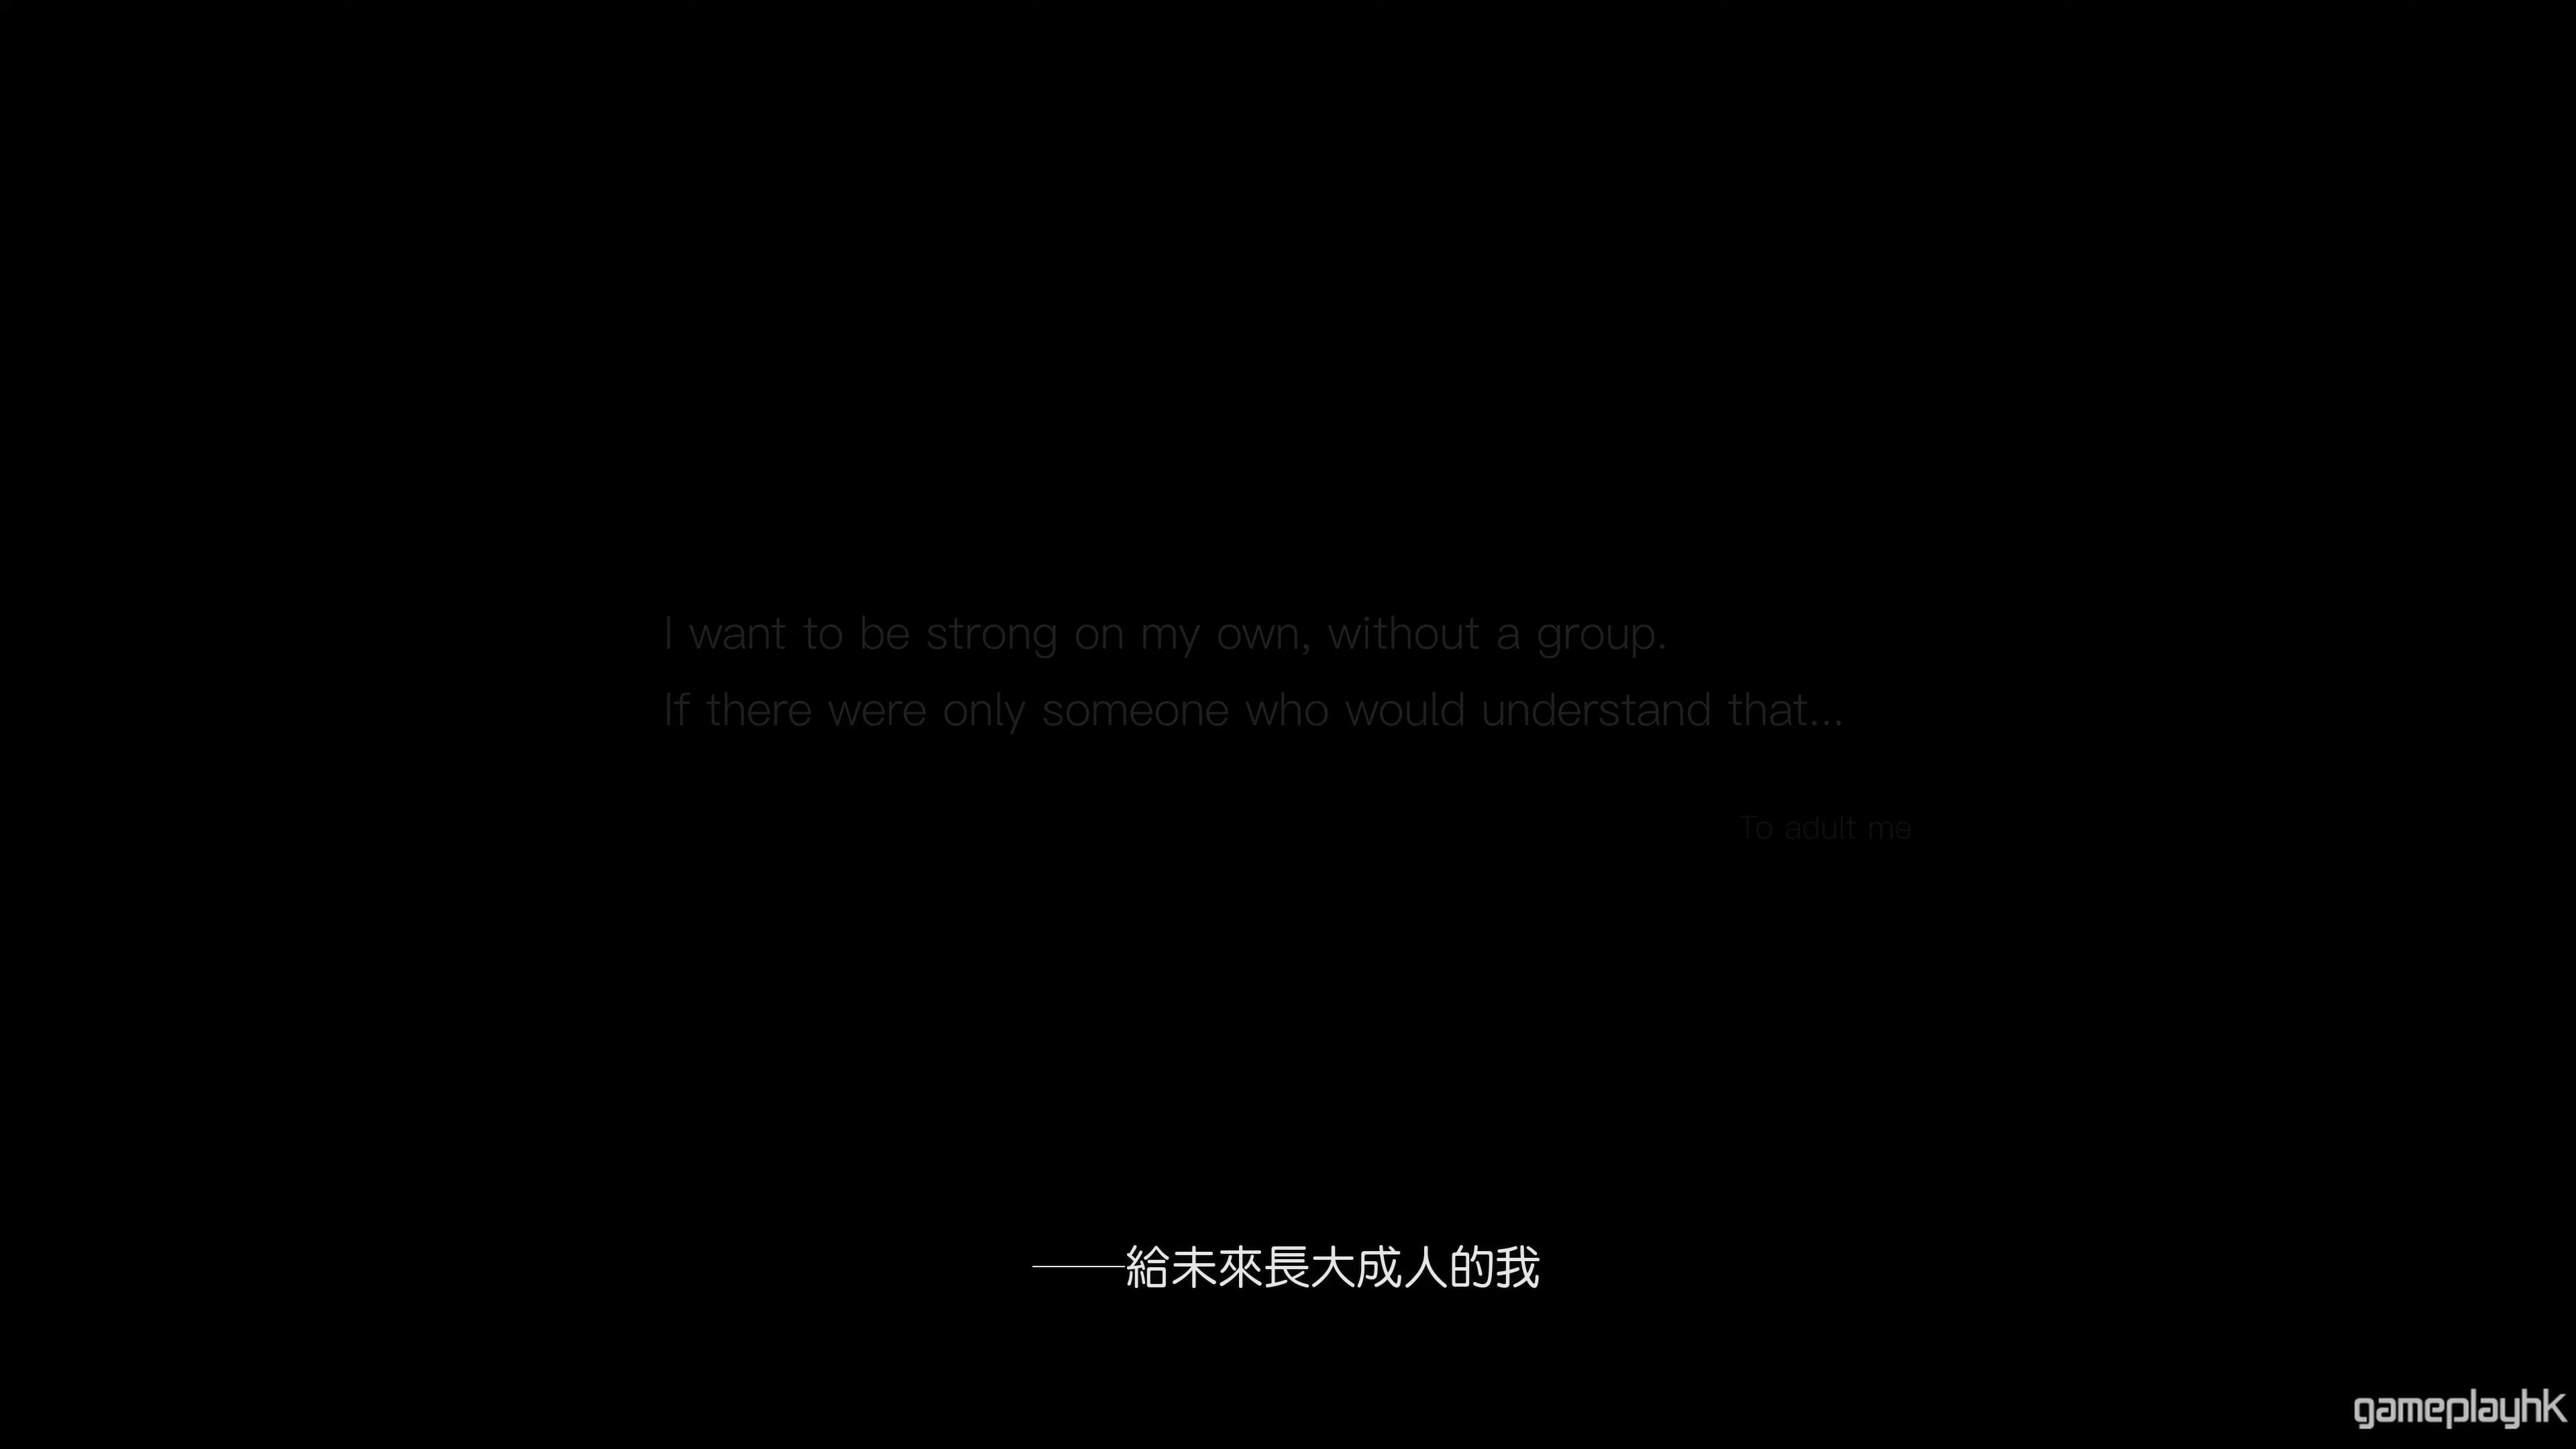 I want to be strong on my own, without a group.
If there were only someone who would understand that...
To adult me
——給未來長大成人的我
gameplayhk